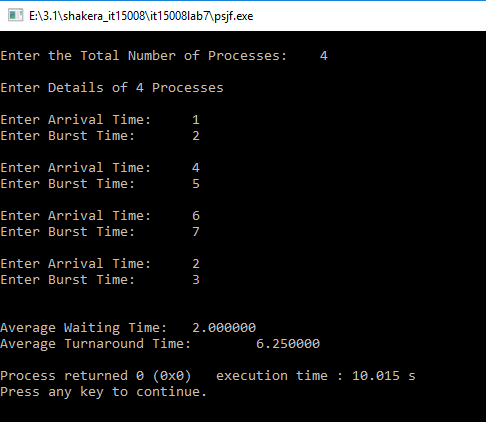 E:\3.1\shakera_it15008\it15008lab7\psjf.exe
Enter the Total Number of Processes:    4
Enter Details of 4 Processes
Enter Arrival Time:     1
Enter Burst Time:       2
Enter Arrival Time:     4
Enter Burst Time:       5
Enter Arrival Time:     6
Enter Burst Time:       7
Enter Arrival Time:     2
Enter Burst Time:       3
Average Waiting Time:   2.000000
Average Turnaround Time:        6.250000
Process returned 0 (0x0)   execution time : 10.015 s
Press any key to continue.